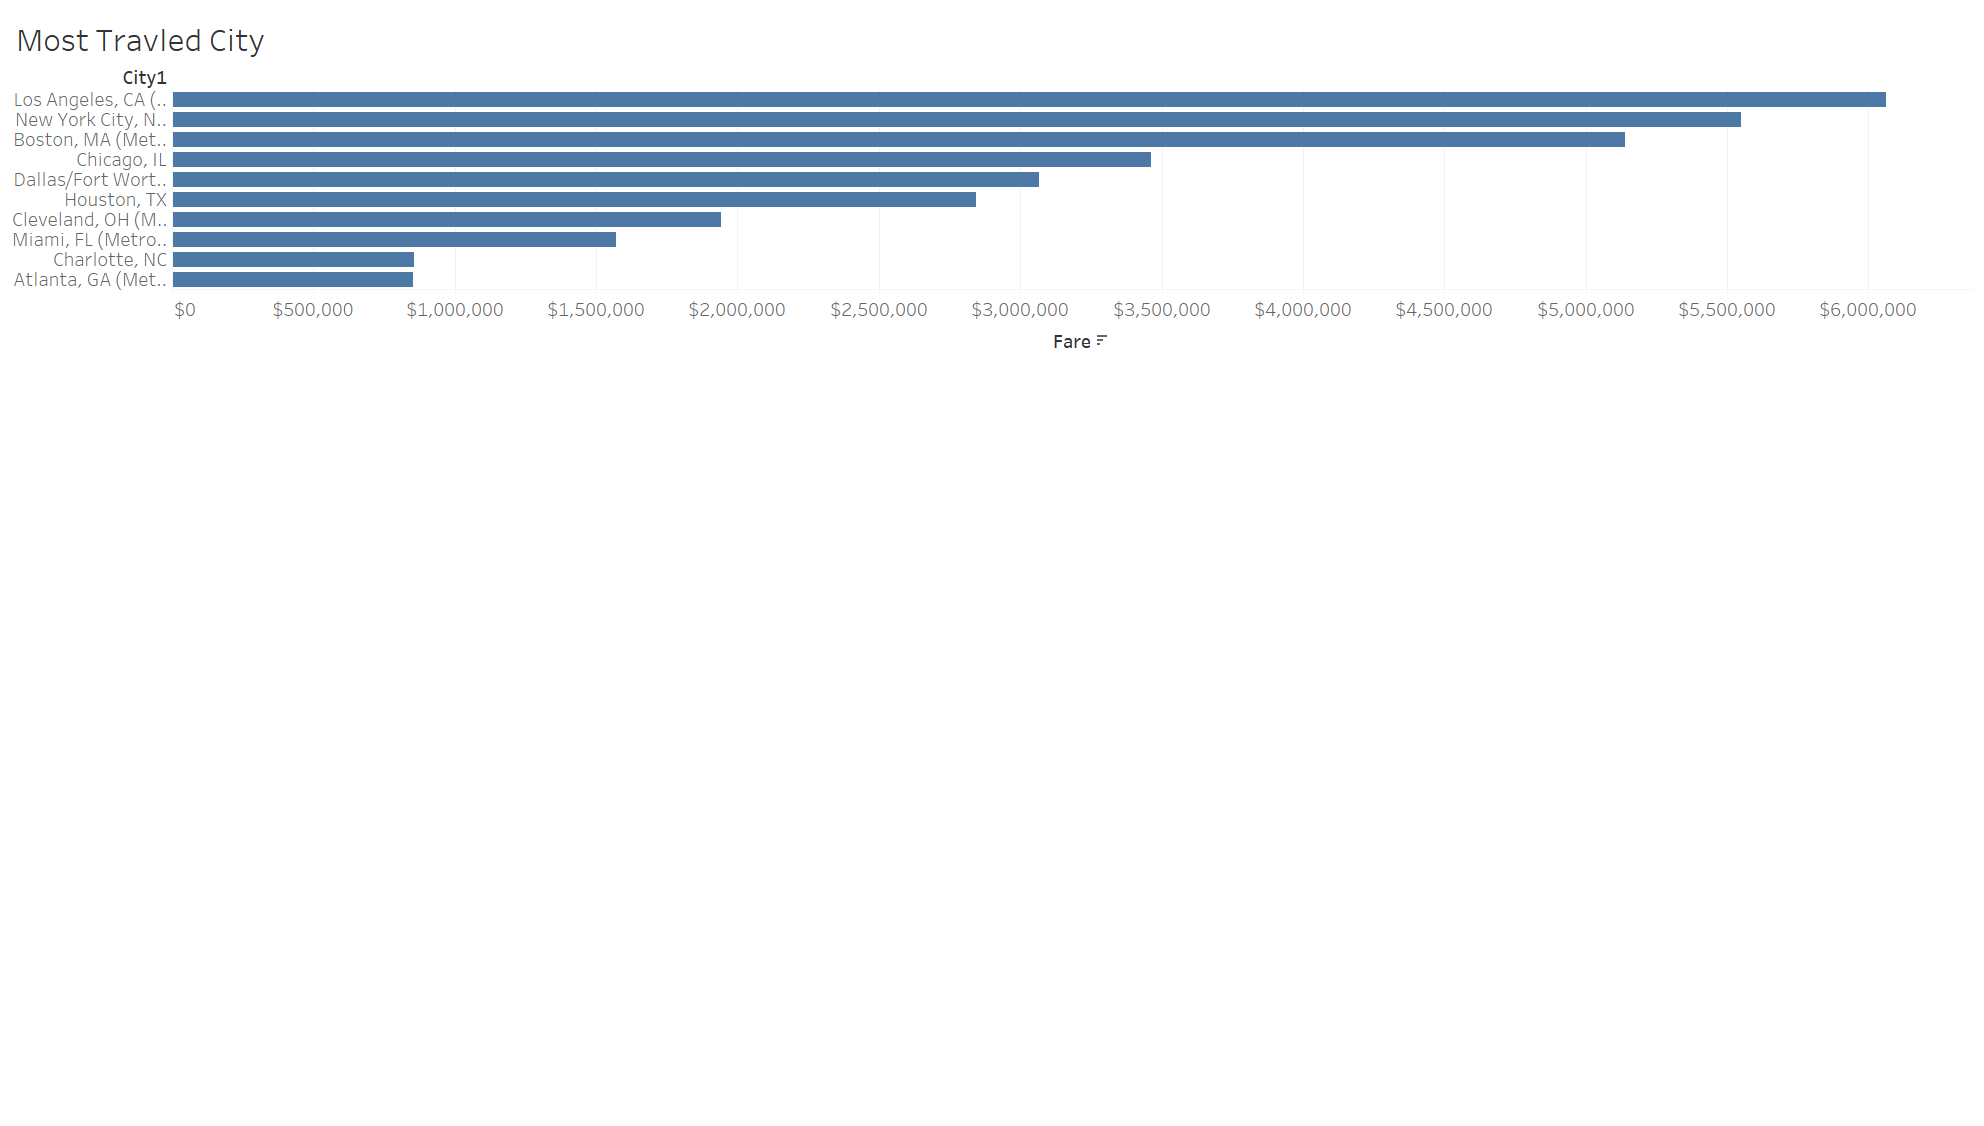 Most Travled City
City1
Los Angeles, CA (..
New York City, N..
Boston, MA (Met..
Chicago, IL
Dallas/Fort Wort..
Houston, TX
Cleveland, OH (M..
Miami, FL (Metro..
Charlotte, NC
Atlanta, GA (Met..
$0 $500,000 $1,000,000 $1,500,000 $2,000,000 $2,500,000 $3,000,000 $3,500,000 $4,000,000 $4,500,000 $5,000,000 $5,500,000 $6,000,000
Fare